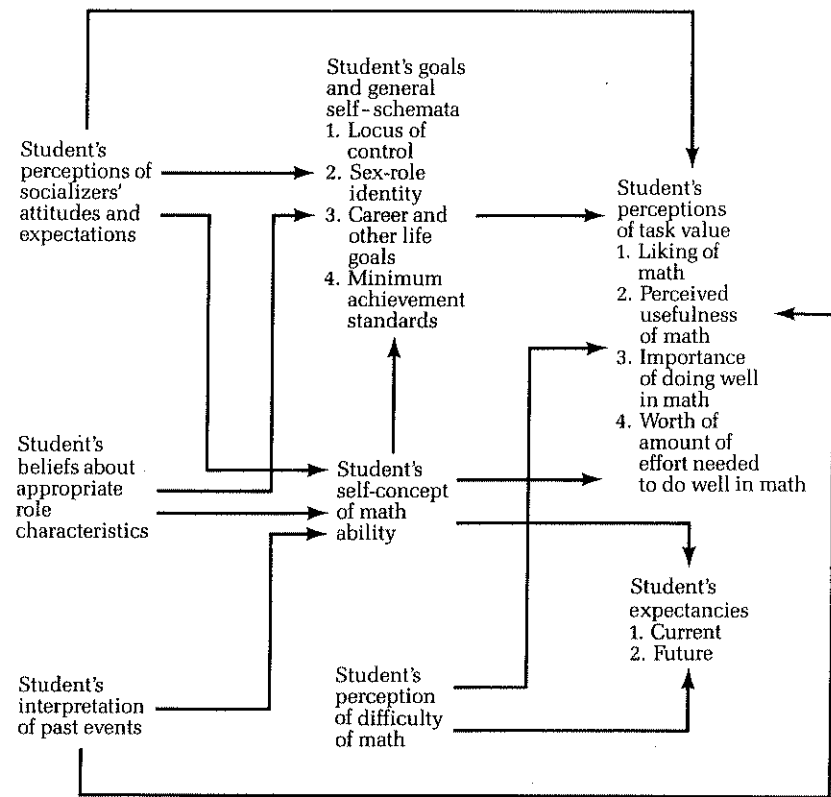 Student's goals
and general
self-schemata
1. Locus of
control
2. Sex-role
identity
3. Career and
other life
goals
4. Minimum
achievement
standards
Student's
perceptions of
socializers'
attitudes and
expectations
Student's
perceptions
of task value
1. Liking of
math
2. Perceived
usefulness
of math
3. Importance
of doing well
in math
4. Worth of
amount of
effort needed
to do well in math
Student's
beliefs about
appropriate
role
characteristics
Student's
self-concept
of math
ability
Student's
expectancies
1. Current
2. Future
Student's
interpretation
of past events
Student's
perception
of difficulty
of math